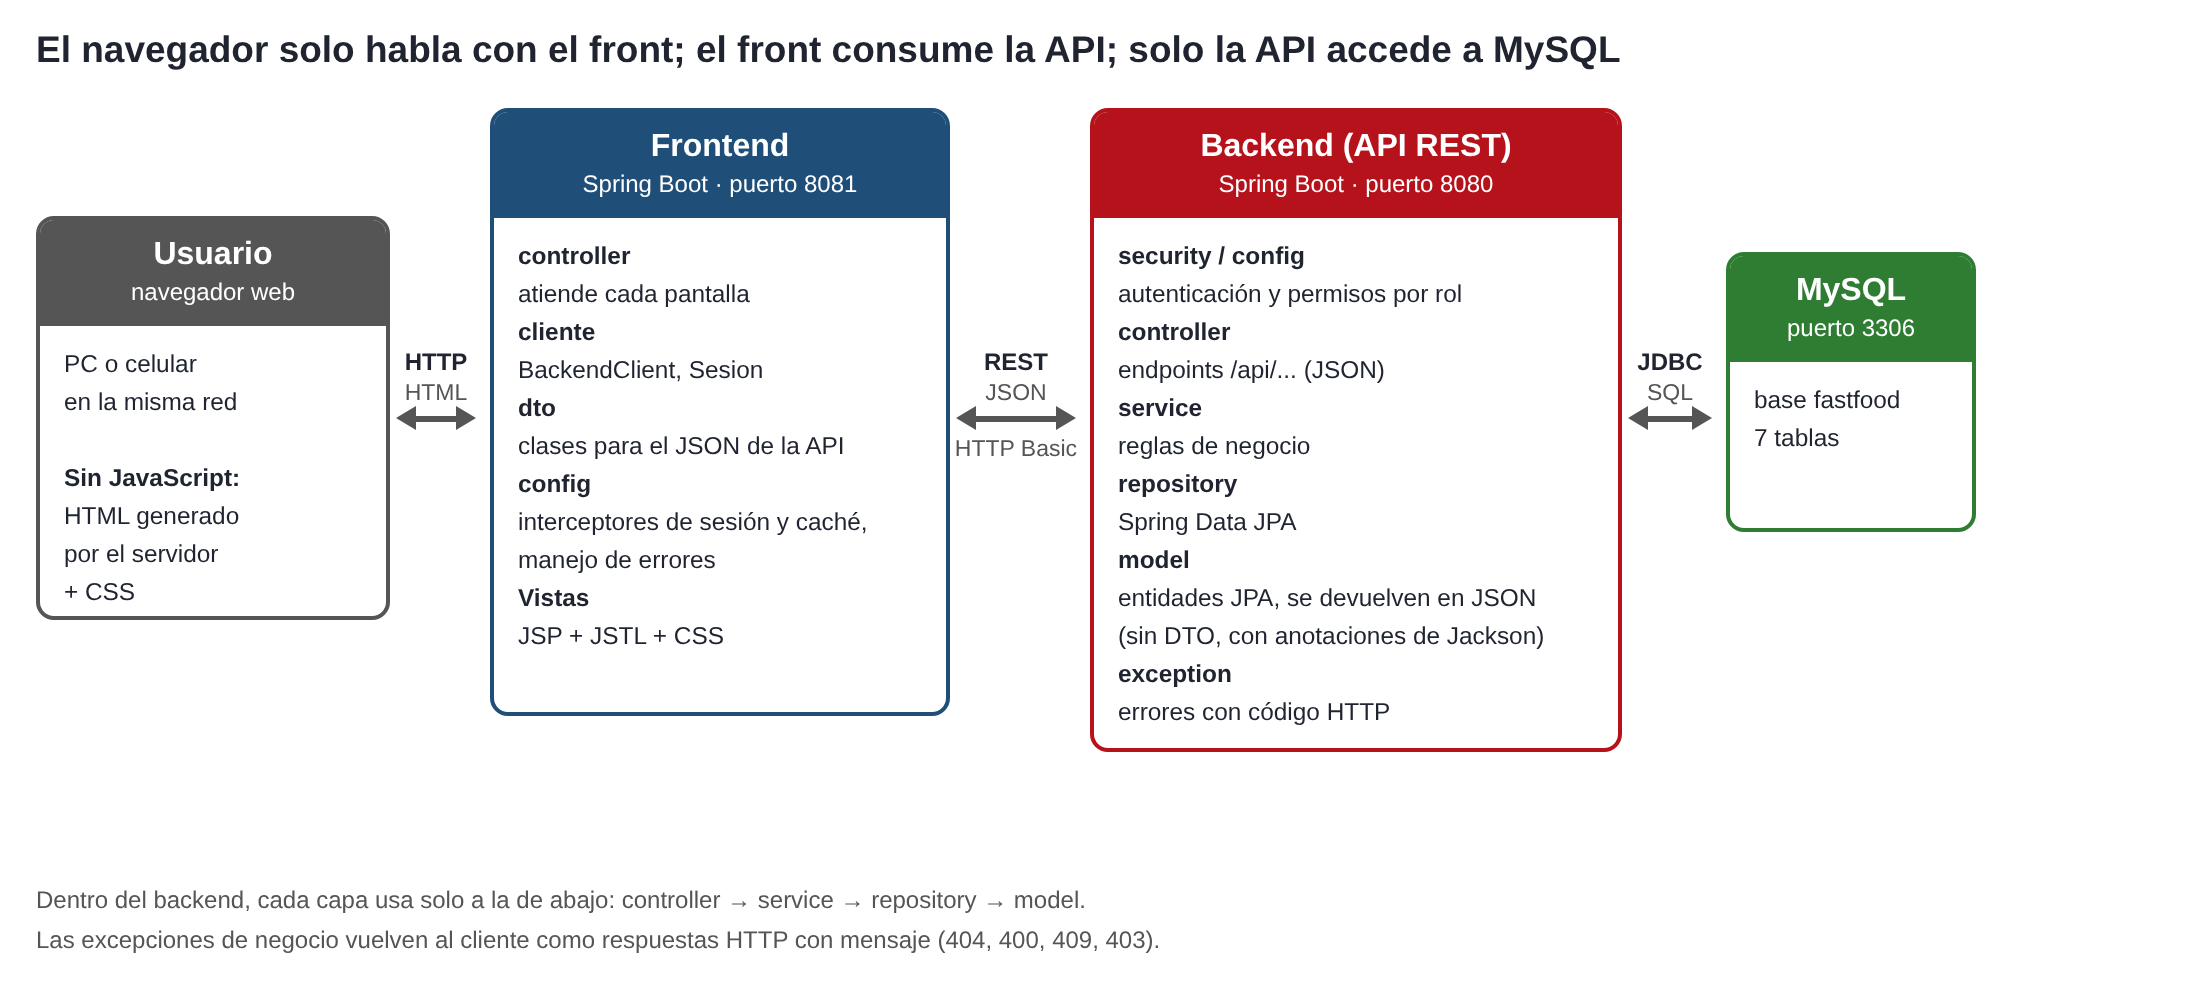 El navegador solo habla con el front; el front consume la API; solo la API accede a MySQL
Usuario
navegador web
PC o celular
en la misma red
Sin JavaScript:
HTML generado
por el servidor
+ CSS
HTTP
HTML
Frontend
Spring Boot · puerto 8081
controller
atiende cada pantalla
cliente
BackendClient, Sesion
dto
clases para el JSON de la API
config
interceptores de sesión y caché,
manejo de errores
Vistas
JSP + JSTL + CSS
REST
JSON
HTTP Basic
Backend (API REST)
Spring Boot · puerto 8080
security / config
autenticación y permisos por rol
controller
endpoints /api/... (JSON)
service
reglas de negocio
repository
Spring Data JPA
model
entidades JPA, se devuelven en JSON
(sin DTO, con anotaciones de Jackson)
exception
errores con código HTTP
JDBC
SQL
MySQL
puerto 3306
base fastfood
7 tablas
Dentro del backend, cada capa usa solo a la de abajo: controller → service → repository → model.
Las excepciones de negocio vuelven al cliente como respuestas HTTP con mensaje (404, 400, 409, 403).